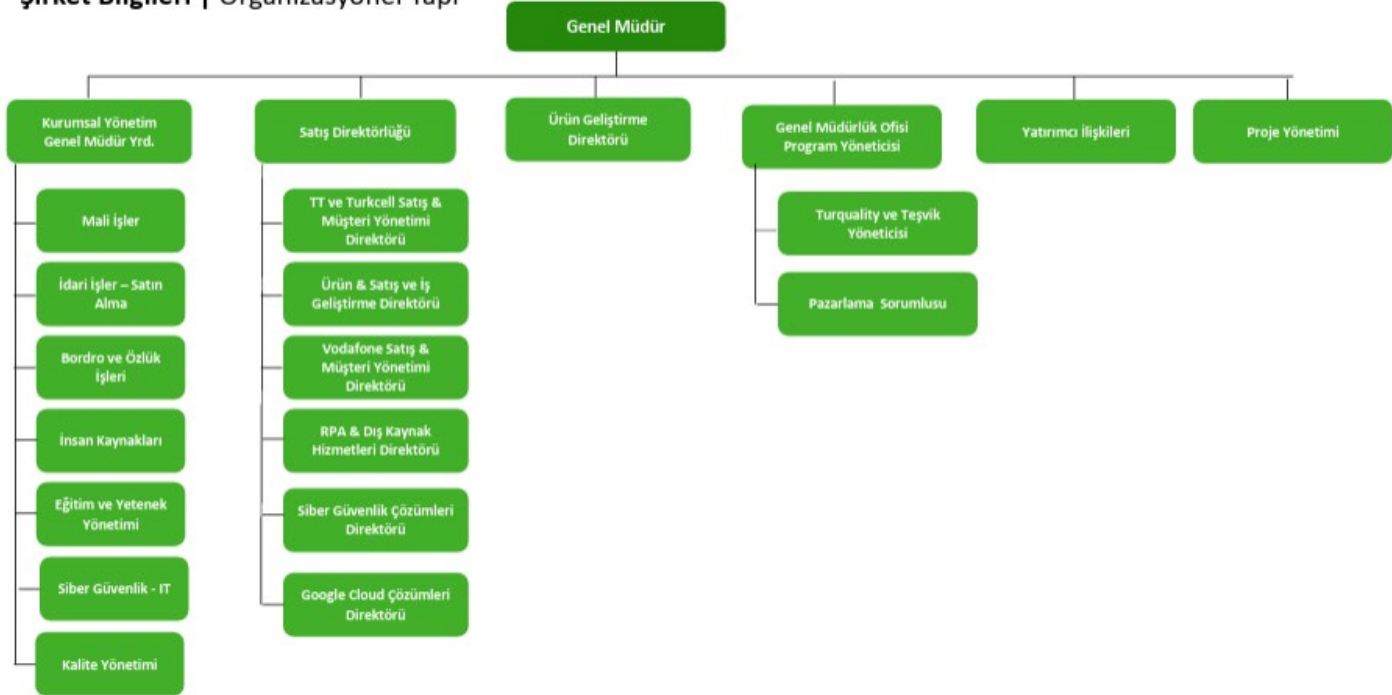 Şirket Bilgileri | Organizasyonel Yapı
Genel Müdür
Kurumsal Yönetim
Genel Müdür Yrd.
Satış Direktörlüğü
Ürün Geliştirme
Direktörü
Genel Müdürlük Ofisi
Program Yöneticisi
Yatırımcı İlişkileri
Proje Yönetimi
Mali İşler
İdari İşler – Satın
Alma
Bordro ve Özlük
İşleri
İnsan Kaynakları
Eğitim ve Yetenek
Yönetimi
Siber Güvenlik - IT
Kalite Yönetimi
TT ve Turkcell Satış &
Müşteri Yönetimi
Direktörü
Ürün & Satış ve İş
Geliştirme Direktörü
Vodafone Satış &
Müşteri Yönetimi
Direktörü
RPA & Dış Kaynak
Hizmetleri Direktörü
Siber Güvenlik Çözümleri
Direktörü
Google Cloud Çözümleri
Direktörü
Turquality ve Teşvik
Yöneticisi
Pazarlama Sorumlusu